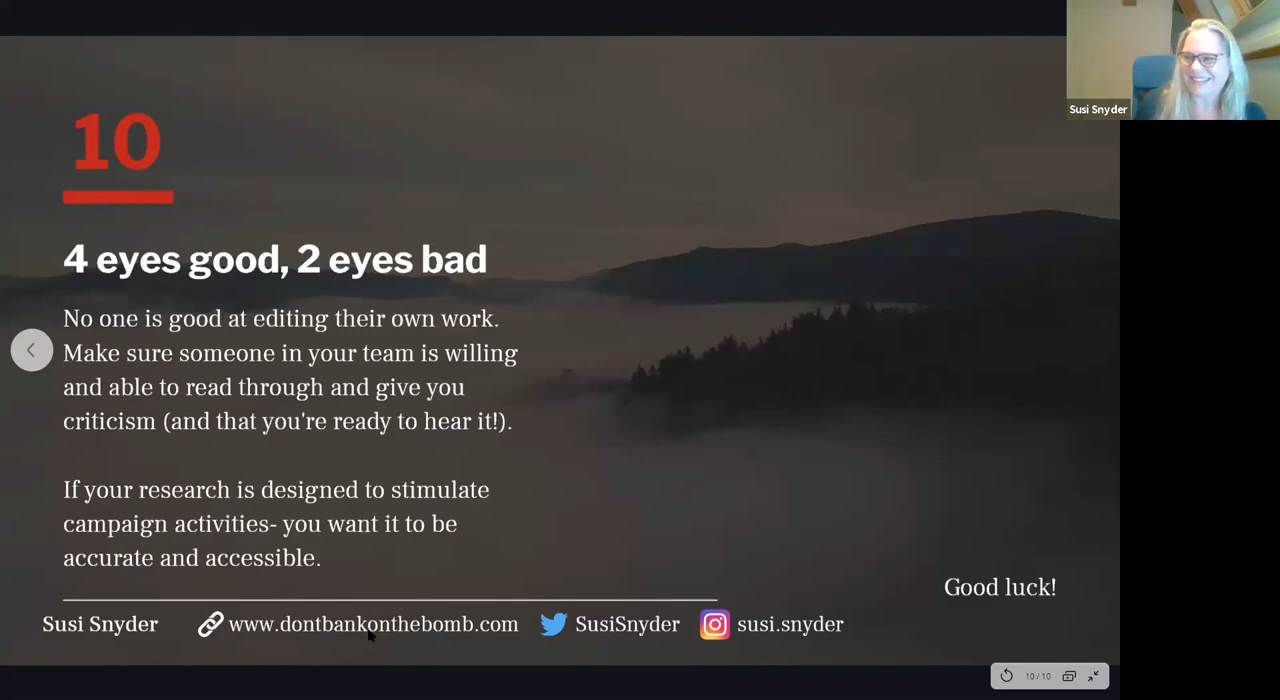 Susi Snyder
10
4 eyes good, 2 eyes bad
No one is good at editing their own work.
Make sure someone in your team is willing
and able to read through and give you
criticism (and that you're ready to hear it!).
If your research is designed to stimulate
campaign activities- you want it to be
accurate and accessible.
Good luck!
Susi Snyder www.dontbankonthebomb.com SusiSnyder susi.snyder
10 / 10